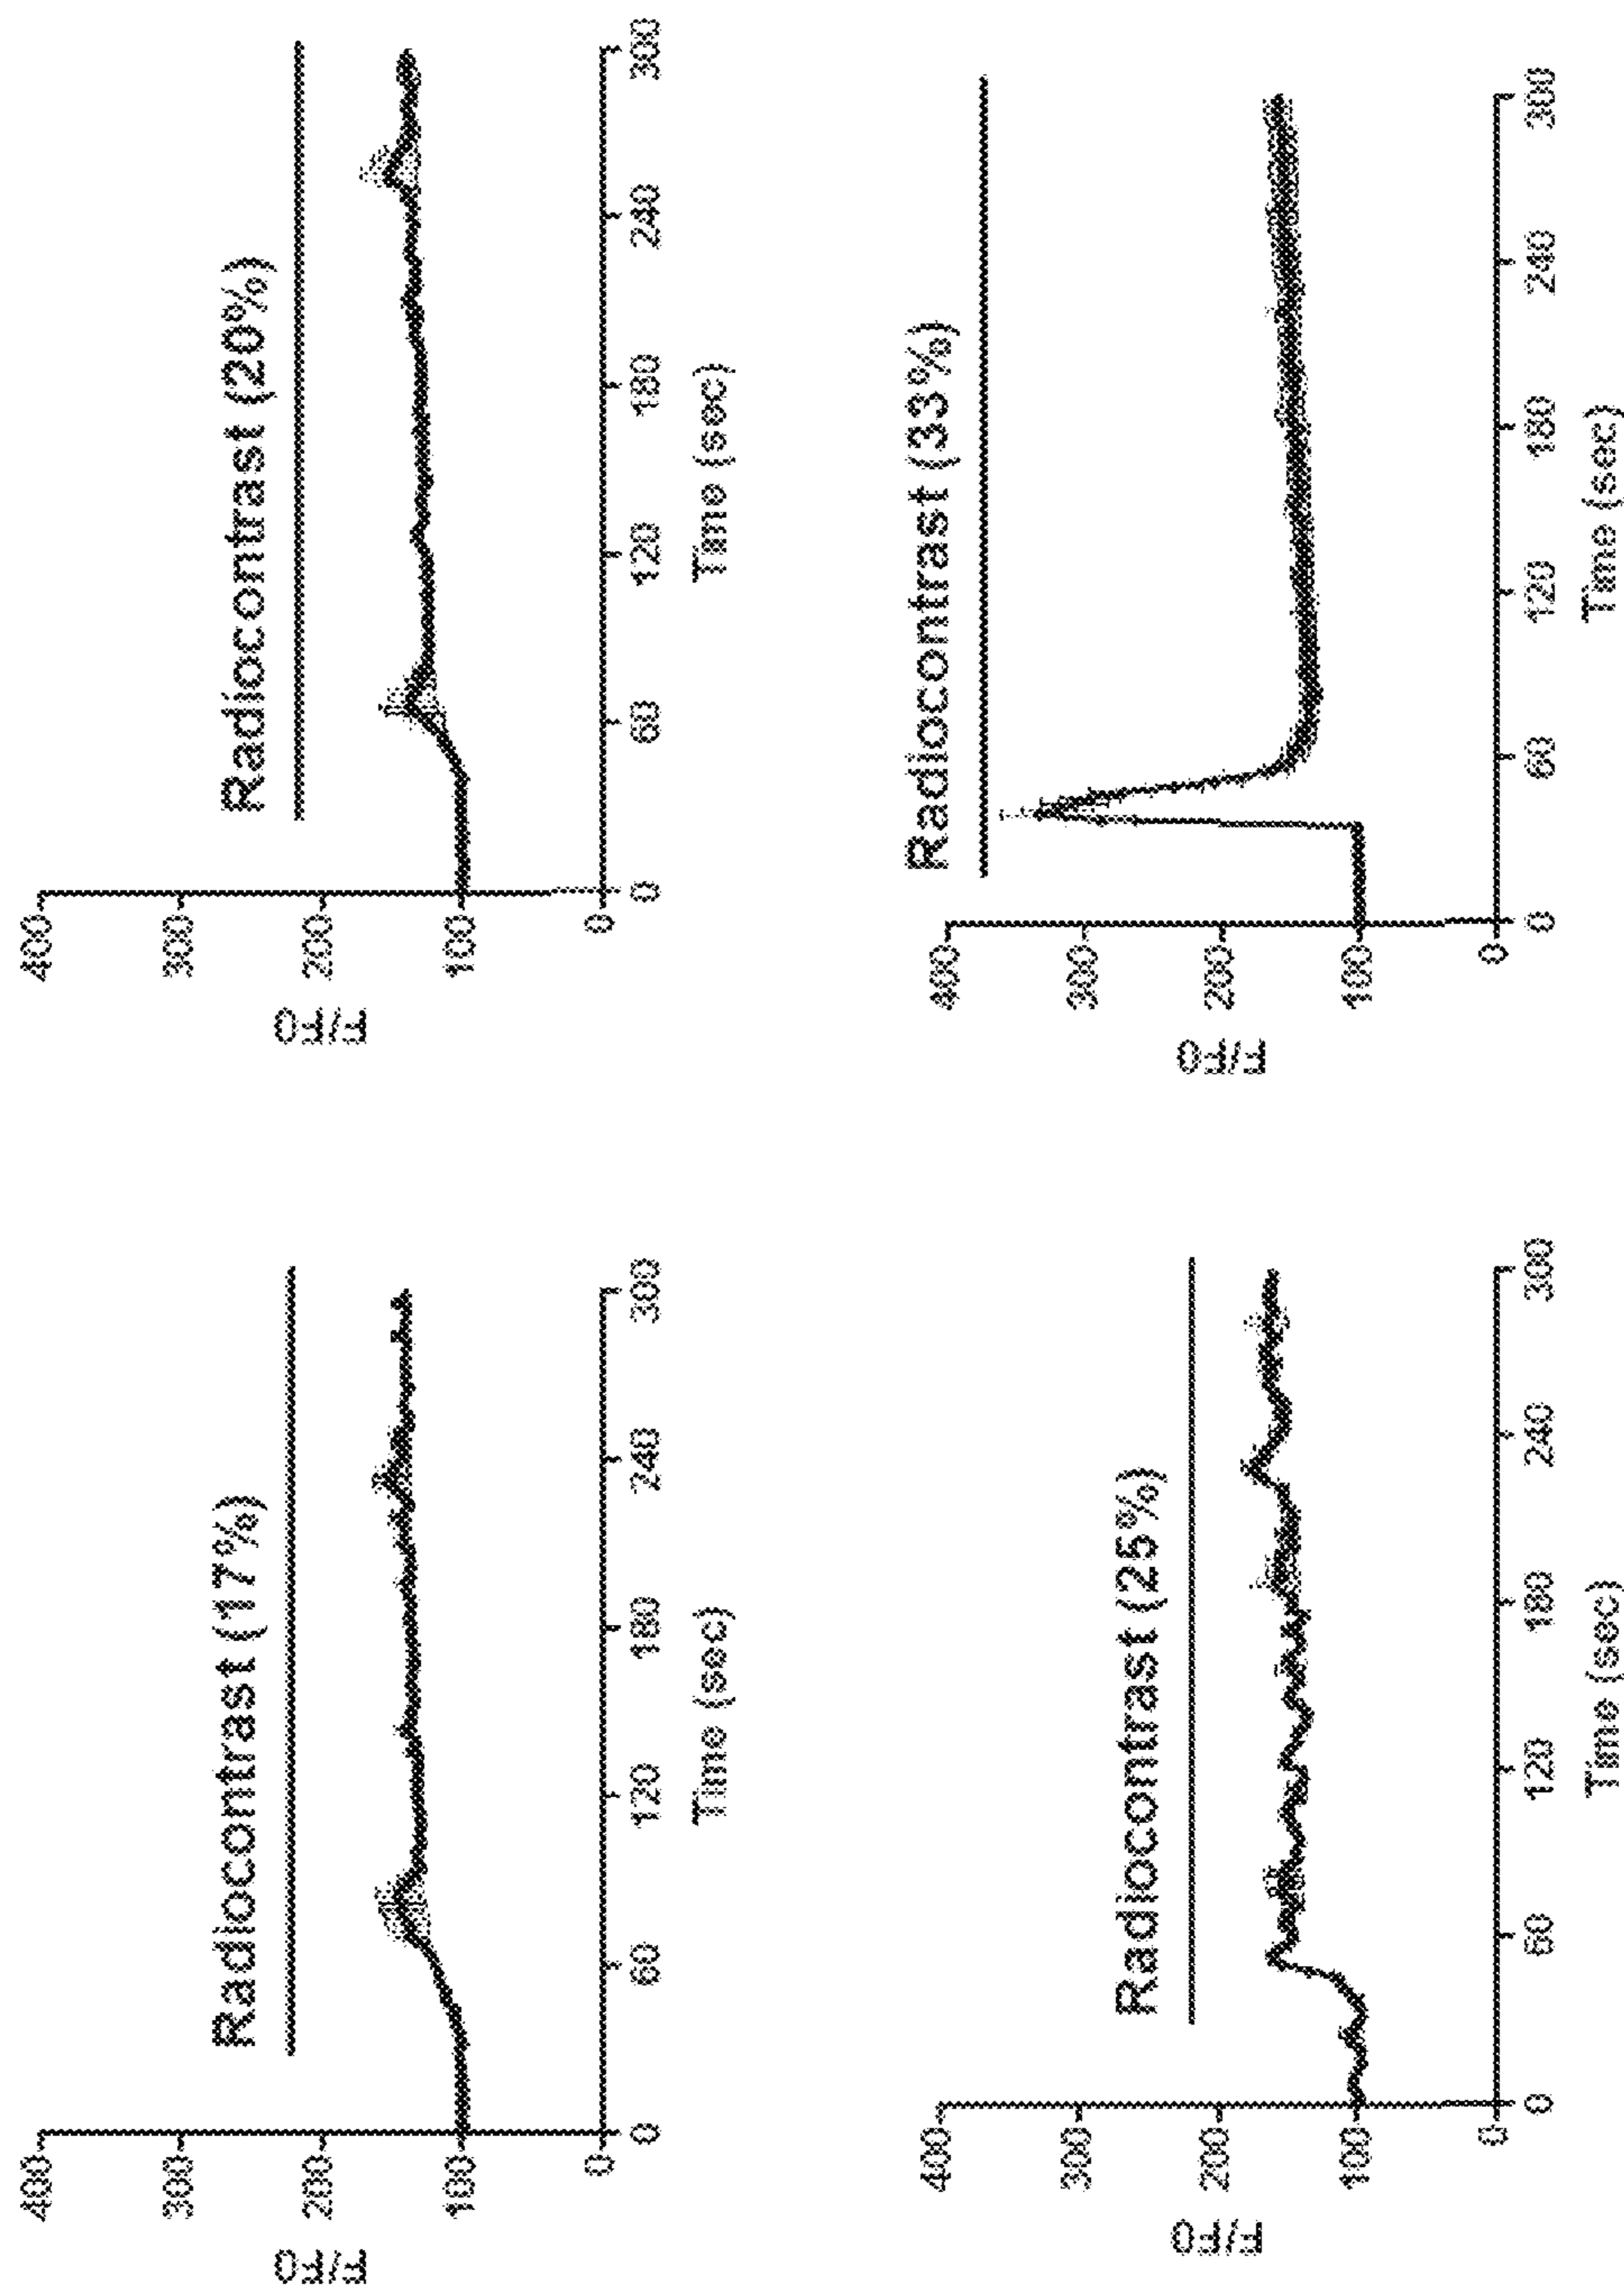 Radiocontrast (17%)
F/F0
400
300
200
100
0
0 60 120 180 240 300
Time (sec)
Radiocontrast (20%)
F/F0
400
300
200
100
0
0 60 120 180 240 300
Time (sec)
Radiocontrast (25%)
F/F0
400
300
200
100
0
0 60 120 180 240 300
Time (sec)
Radiocontrast (33%)
F/F0
400
300
200
100
0
0 60 120 180 240 300
Time (sec)